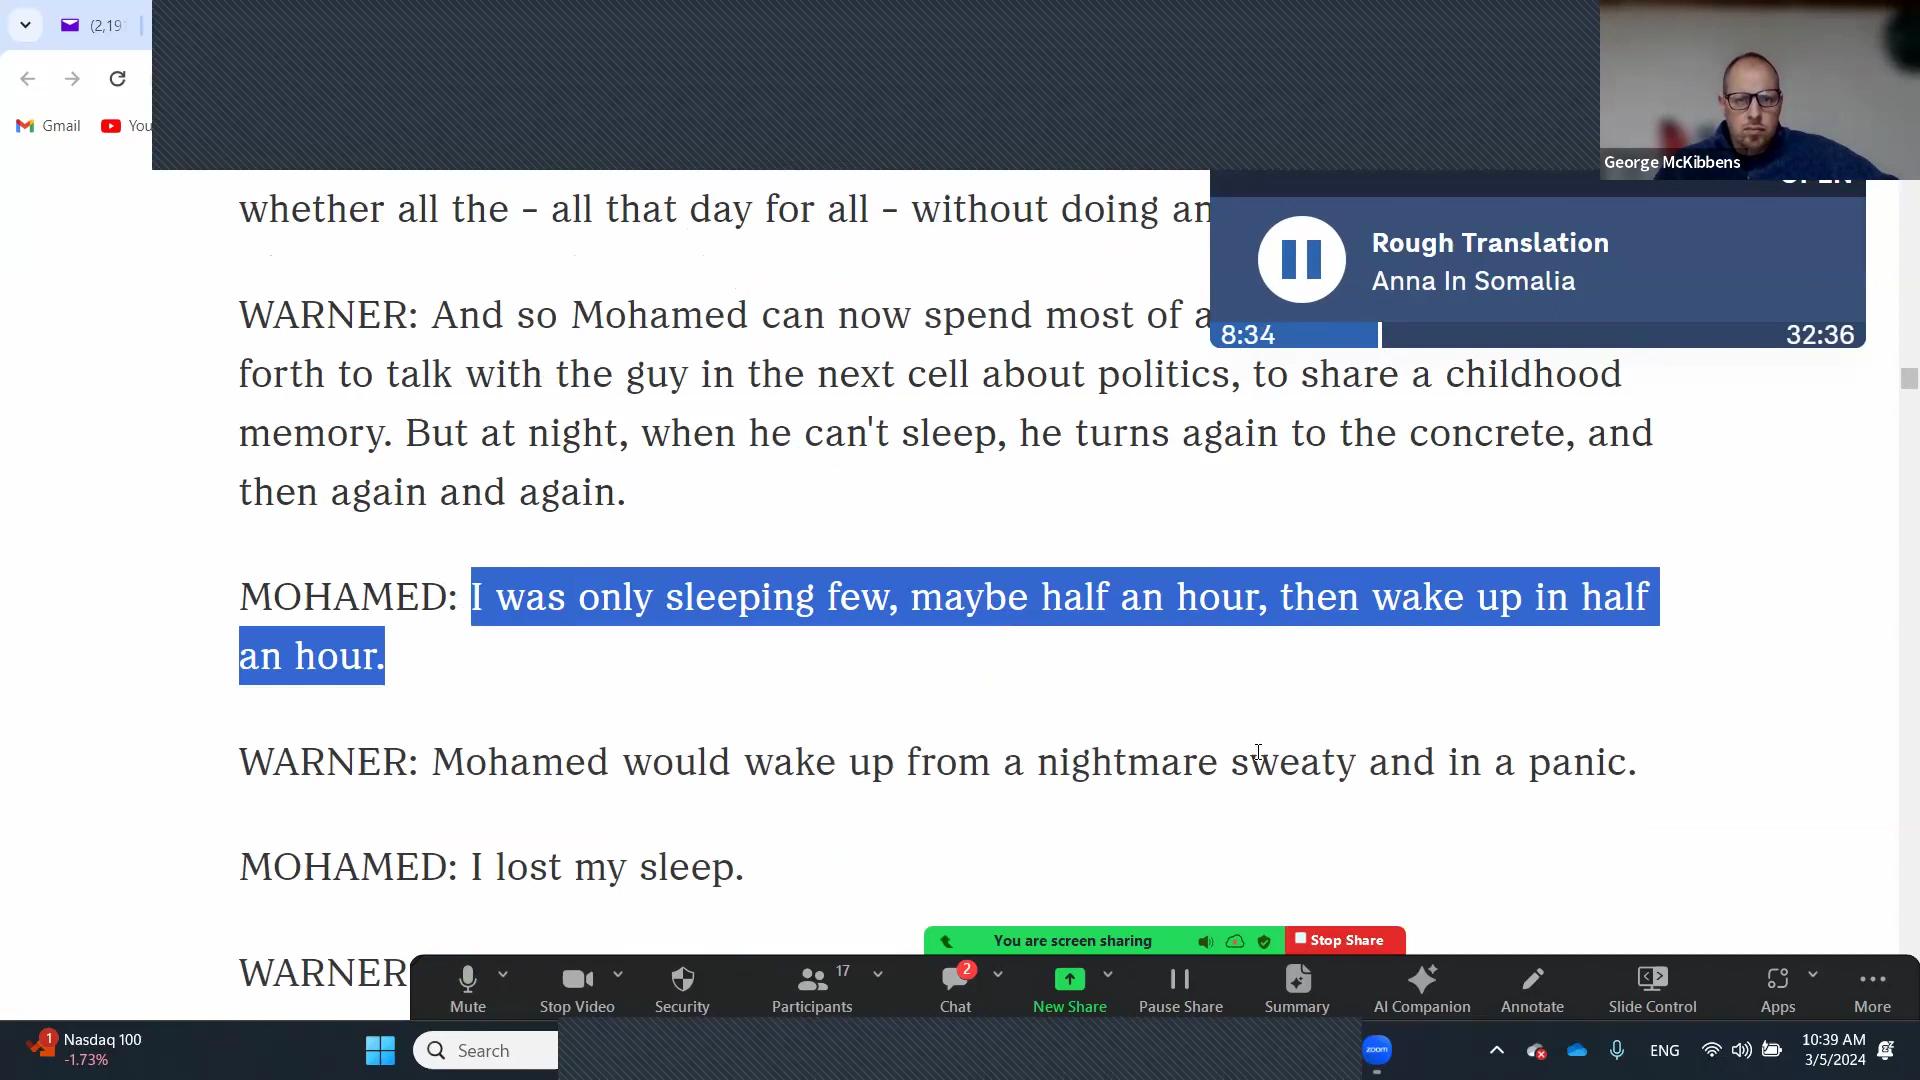 (2,19
Gmail
You
George McKibbens
whether all the - all that day for all - without doing an
Rough Translation
Anna In Somalia
8:34
32:36
WARNER: And so Mohamed can now spend most of a
forth to talk with the guy in the next cell about politics, to share a childhood
memory. But at night, when he can't sleep, he turns again to the concrete, and
then again and again.
MOHAMED: I was only sleeping few, maybe half an hour, then wake up in half
an hour.
WARNER: Mohamed would wake up from a nightmare sweaty and in a panic.
MOHAMED: I lost my sleep.
You are screen sharing
Stop Share
WARNER
17
2
Mute
Stop Video
Security
Participants
Chat
New Share
Pause Share
Summary
AI Companion
Annotate
Slide Control
Apps
More
1
Nasdaq 100
-1.73%
Search
zoom
ENG
10:39 AM
3/5/2024